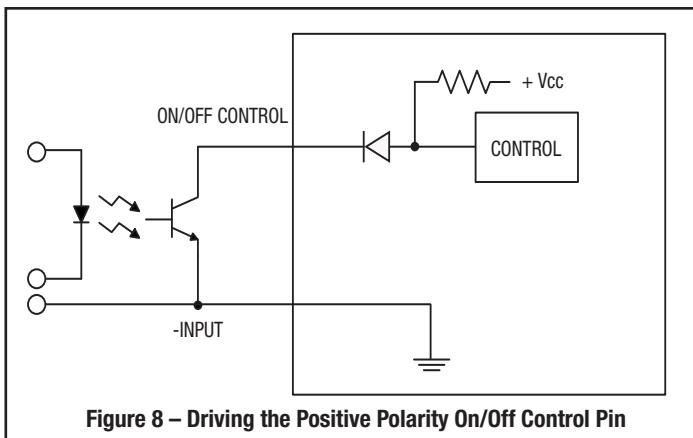 + Vcc
ON/OFF CONTROL
CONTROL
-INPUT
Figure 8 – Driving the Positive Polarity On/Off Control Pin